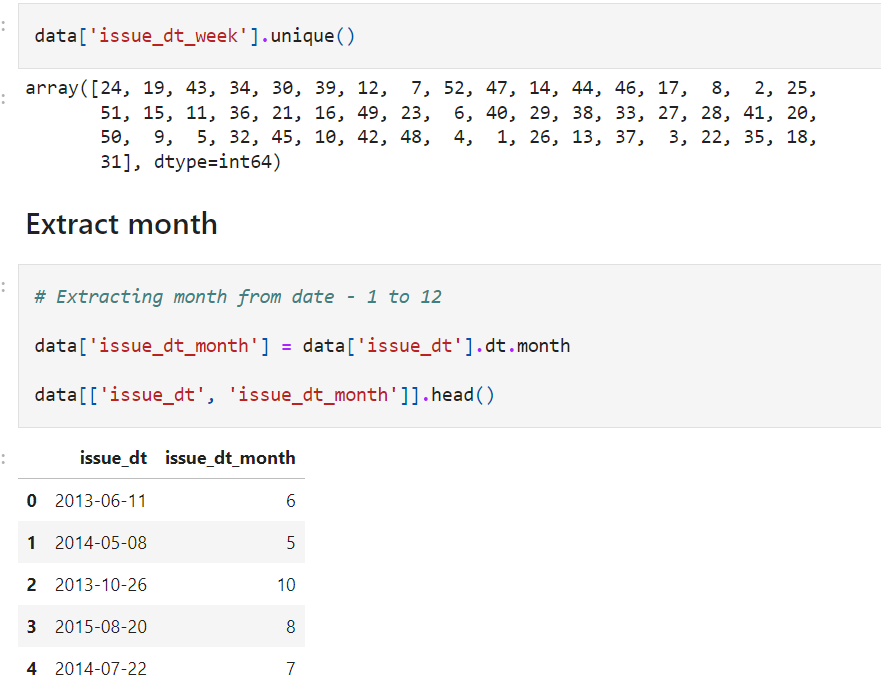 data['issue_dt_week'].unique()
array([24, 19, 43, 34, 30, 39, 12,  7, 52, 47, 14, 44, 46, 17,  8,  2, 25,
       51, 15, 11, 36, 21, 16, 49, 23,  6, 40, 29, 38, 33, 27, 28, 41, 20,
       50,  9,  5, 32, 45, 10, 42, 48,  4,  1, 26, 13, 37,  3, 22, 35, 18,
       31], dtype=int64)
Extract month
# Extracting month from date - 1 to 12
data['issue_dt_month'] = data['issue_dt'].dt.month
data[['issue_dt', 'issue_dt_month']].head()
issue_dt issue_dt_month
0 2013-06-11 6
1 2014-05-08 5
2 2013-10-26 10
3 2015-08-20 8
4 2014-07-22 7